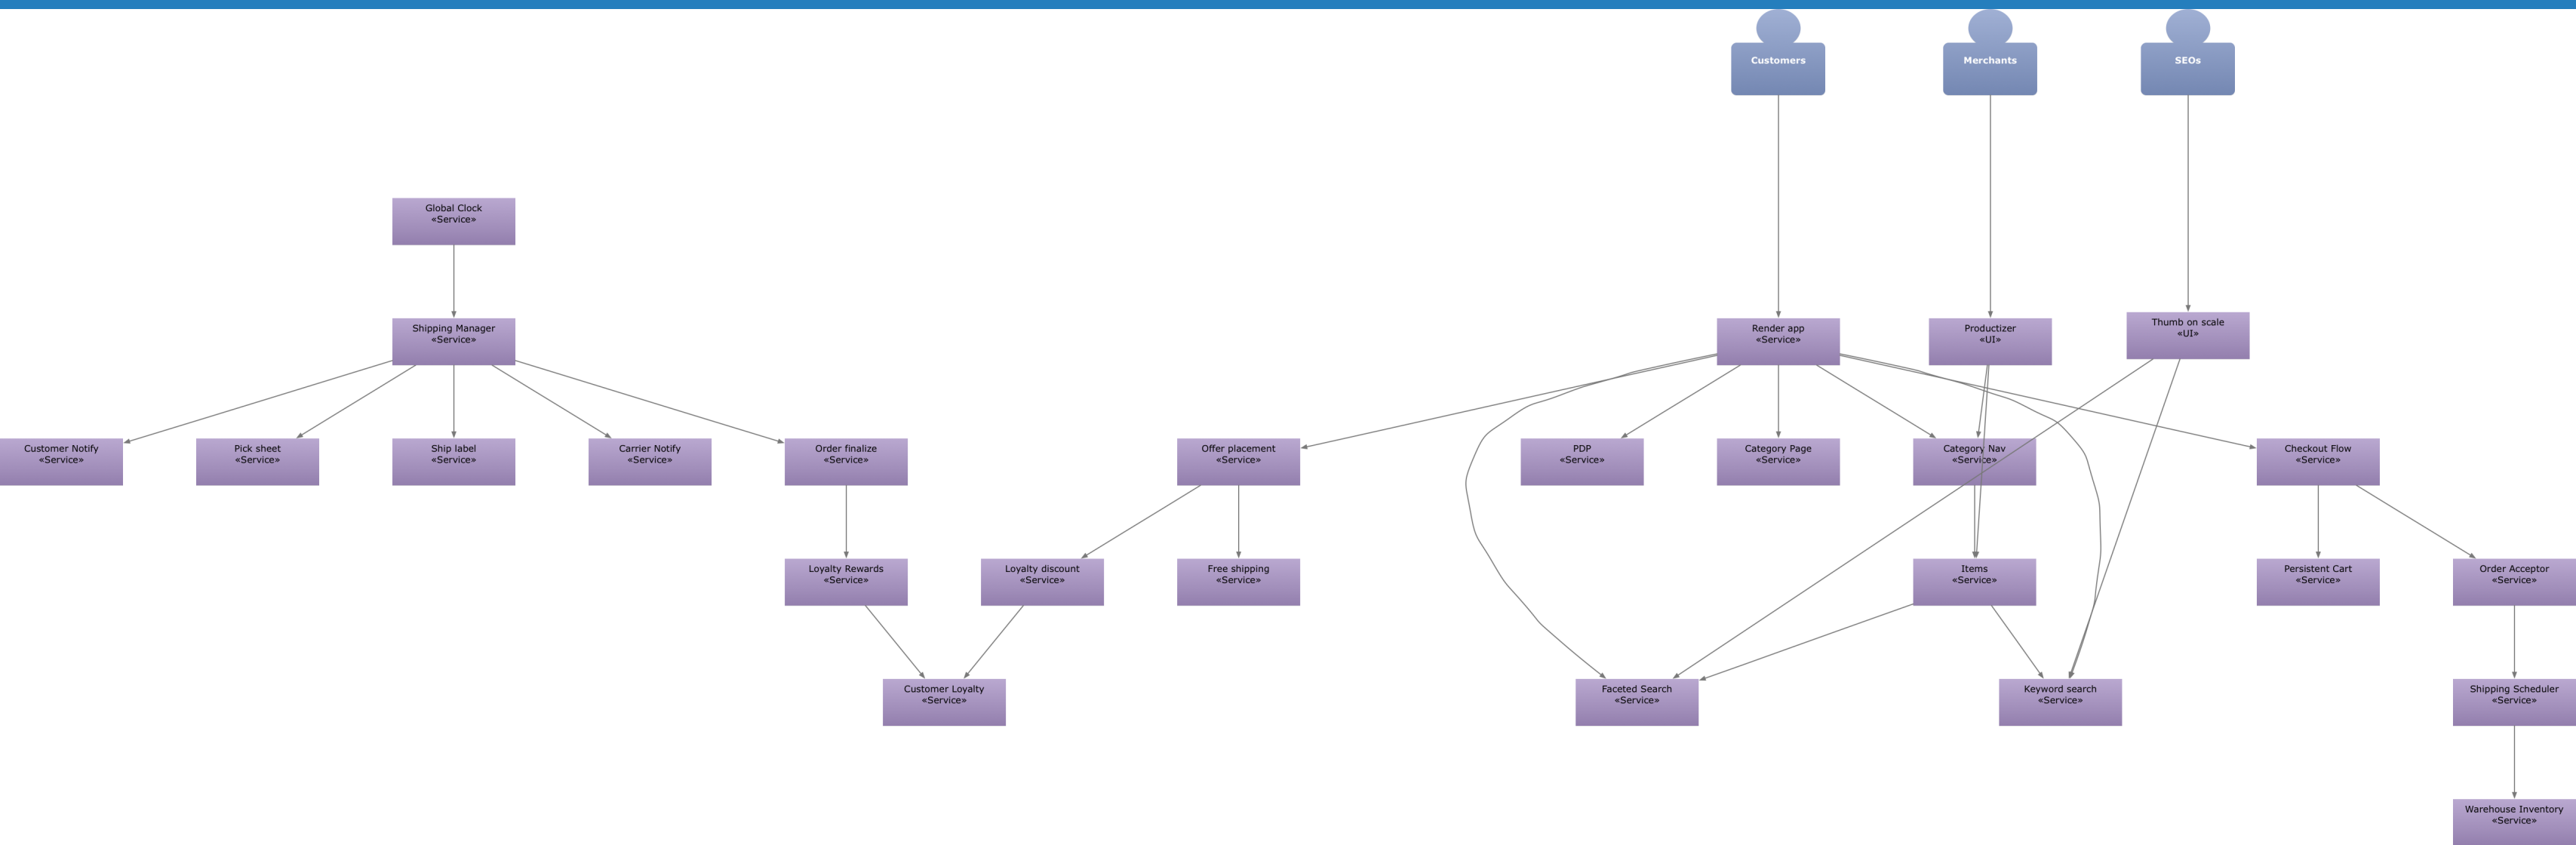 Customers
Merchants
SEOs
Global Clock
«Service»
Shipping Manager
«Service»
Render app
«Service»
Productizer
«UI»
Thumb on scale
«UI»
Customer Notify
«Service»
Pick sheet
«Service»
Ship label
«Service»
Carrier Notify
«Service»
Order finalize
«Service»
Offer placement
«Service»
PDP
«Service»
Category Page
«Service»
Category Nav
«Service»
Checkout Flow
«Service»
Loyalty Rewards
«Service»
Loyalty discount
«Service»
Free shipping
«Service»
Items
«Service»
Persistent Cart
«Service»
Order Acceptor
«Service»
Customer Loyalty
«Service»
Faceted Search
«Service»
Keyword search
«Service»
Shipping Scheduler
«Service»
Warehouse Inventory
«Service»